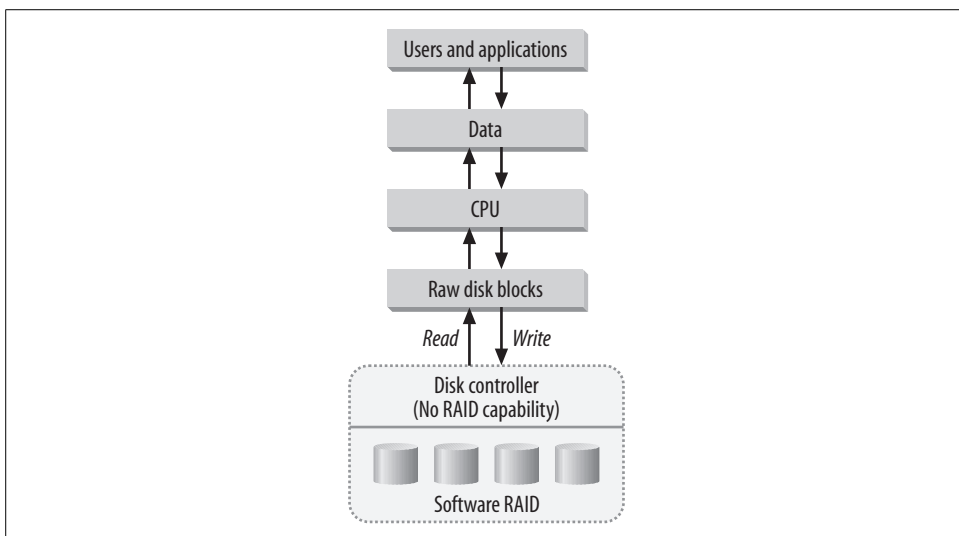 Users and applications
Data
CPU
Raw disk blocks
Read Write
Disk controller
(No RAID capability)
Software RAID